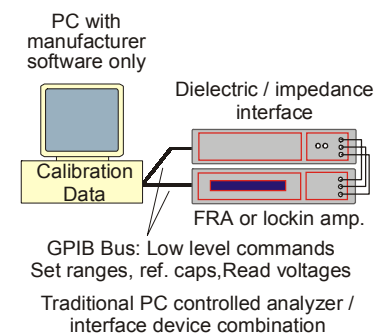 PC with
manufacturer
software only
Dielectric / impedance
interface
Calibration
Data
FRA or lockin amp.
GPIB Bus: Low level commands
Set ranges, ref. caps,Read voltages
Traditional PC controlled analyzer /
interface device combination